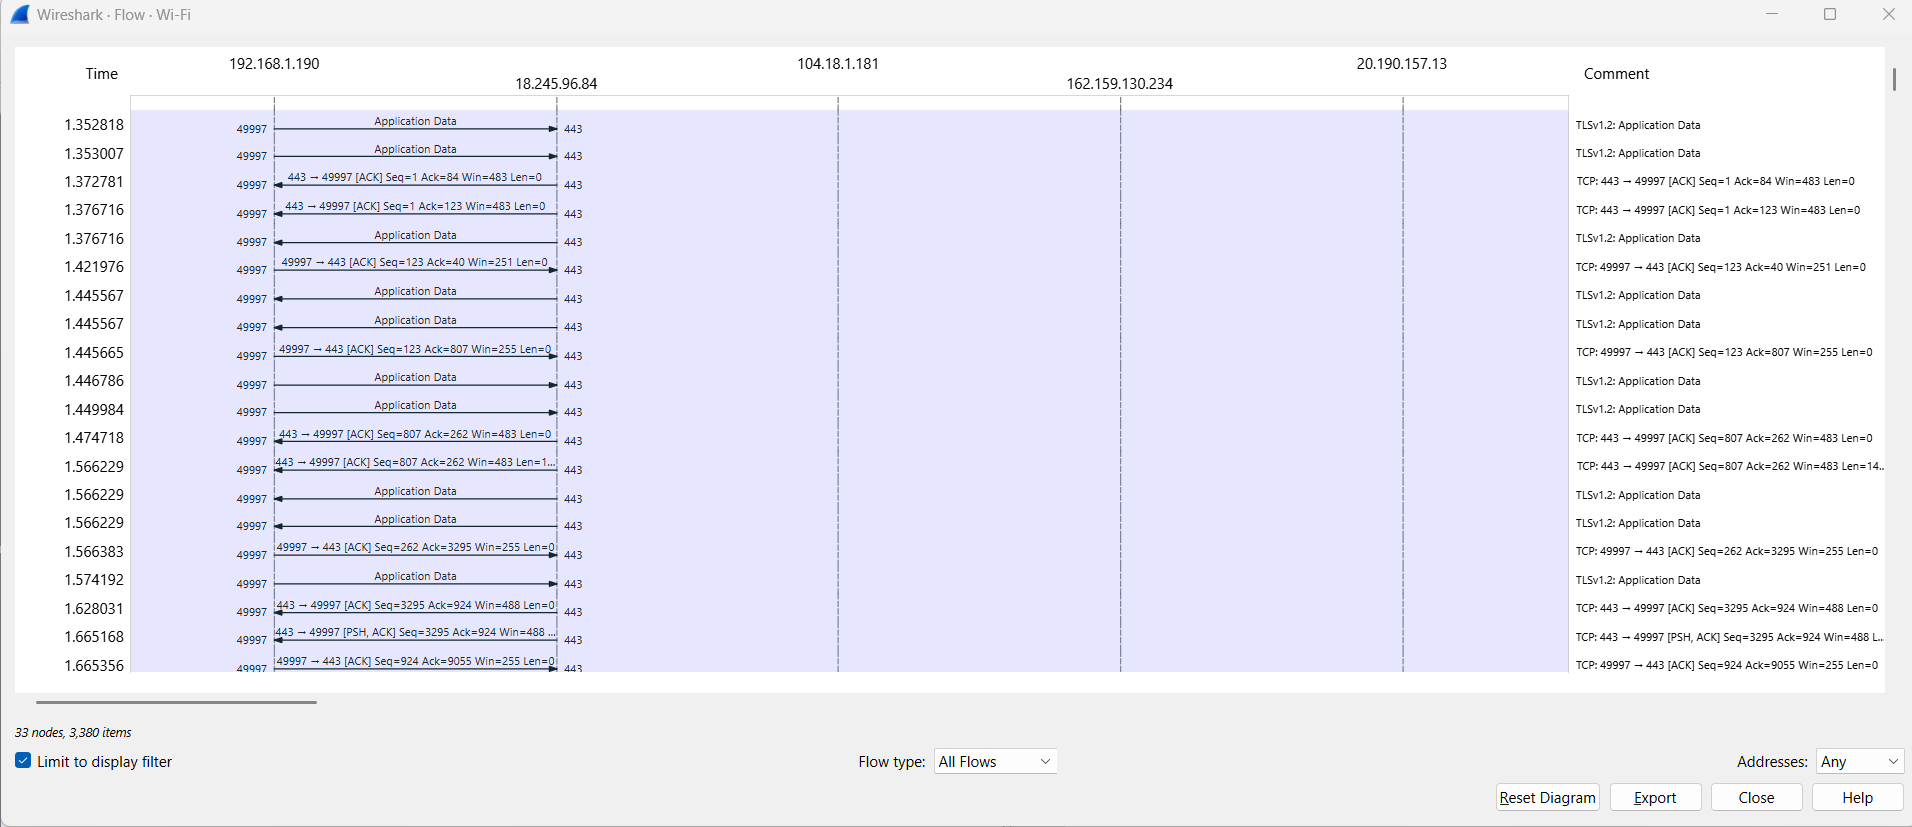 Wireshark · Flow · Wi-Fi
Time 192.168.1.190 18.245.96.84 104.18.1.181 162.159.130.234 20.190.157.13 Comment
1.352818 49997 Application Data 443 TLSv1.2: Application Data
1.353007 49997 Application Data 443 TLSv1.2: Application Data
1.372781 49997 443 → 49997 [ACK] Seq=1 Ack=84 Win=483 Len=0 443 TCP: 443 → 49997 [ACK] Seq=1 Ack=84 Win=483 Len=0
1.376716 49997 443 → 49997 [ACK] Seq=1 Ack=123 Win=483 Len=0 443 TCP: 443 → 49997 [ACK] Seq=1 Ack=123 Win=483 Len=0
1.376716 49997 Application Data 443 TLSv1.2: Application Data
1.421976 49997 49997 → 443 [ACK] Seq=123 Ack=40 Win=251 Len=0 443 TCP: 49997 → 443 [ACK] Seq=123 Ack=40 Win=251 Len=0
1.445567 49997 Application Data 443 TLSv1.2: Application Data
1.445567 49997 Application Data 443 TLSv1.2: Application Data
1.445665 49997 49997 → 443 [ACK] Seq=123 Ack=807 Win=255 Len=0 443 TCP: 49997 → 443 [ACK] Seq=123 Ack=807 Win=255 Len=0
1.446786 49997 Application Data 443 TLSv1.2: Application Data
1.449984 49997 Application Data 443 TLSv1.2: Application Data
1.474718 49997 443 → 49997 [ACK] Seq=807 Ack=262 Win=483 Len=0 443 TCP: 443 → 49997 [ACK] Seq=807 Ack=262 Win=483 Len=0
1.566229 49997 443 → 49997 [ACK] Seq=807 Ack=262 Win=483 Len=1... 443 TCP: 443 → 49997 [ACK] Seq=807 Ack=262 Win=483 Len=14...
1.566229 49997 Application Data 443 TLSv1.2: Application Data
1.566229 49997 Application Data 443 TLSv1.2: Application Data
1.566383 49997 49997 → 443 [ACK] Seq=262 Ack=3295 Win=255 Len=0 443 TCP: 49997 → 443 [ACK] Seq=262 Ack=3295 Win=255 Len=0
1.574192 49997 Application Data 443 TLSv1.2: Application Data
1.628031 49997 443 → 49997 [ACK] Seq=3295 Ack=924 Win=488 Len=0 443 TCP: 443 → 49997 [ACK] Seq=3295 Ack=924 Win=488 Len=0
1.665168 49997 443 → 49997 [PSH, ACK] Seq=3295 Ack=924 Win=488 ... 443 TCP: 443 → 49997 [PSH, ACK] Seq=3295 Ack=924 Win=488 L...
1.665356 49997 49997 → 443 [ACK] Seq=924 Ack=9055 Win=255 Len=0 443 TCP: 49997 → 443 [ACK] Seq=924 Ack=9055 Win=255 Len=0
33 nodes, 3,380 items
Limit to display filter Flow type: All Flows Addresses: Any
Reset Diagram Export Close Help